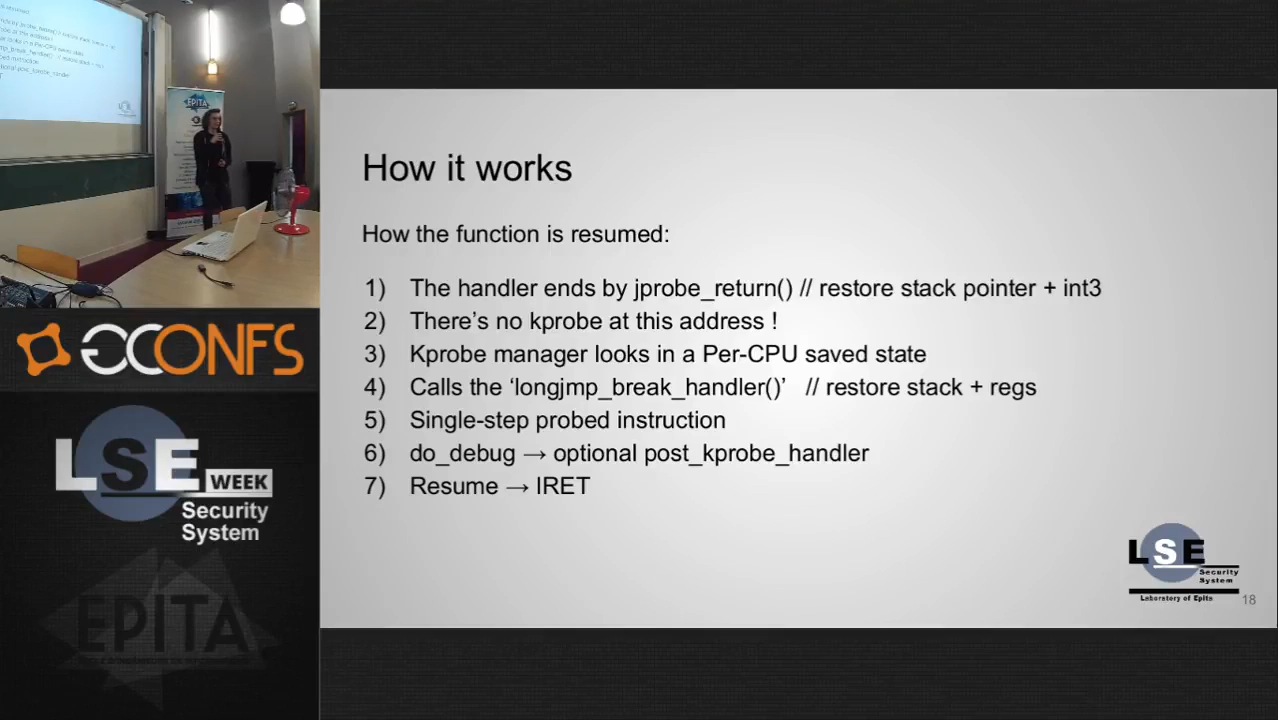 How it works
How the function is resumed:
1) The handler ends by jprobe_return() // restore stack pointer + int3
2) There's no kprobe at this address !
3) Kprobe manager looks in a Per-CPU saved state
4) Calls the 'longjmp_break_handler()' // restore stack + regs
5) Single-step probed instruction
6) do_debug → optional post_kprobe_handler
7) Resume → IRET
LSE
Security
System
Laboratory of Epita
18
EPITA
GCONFS
LSE WEEK
Security
System
EPITA